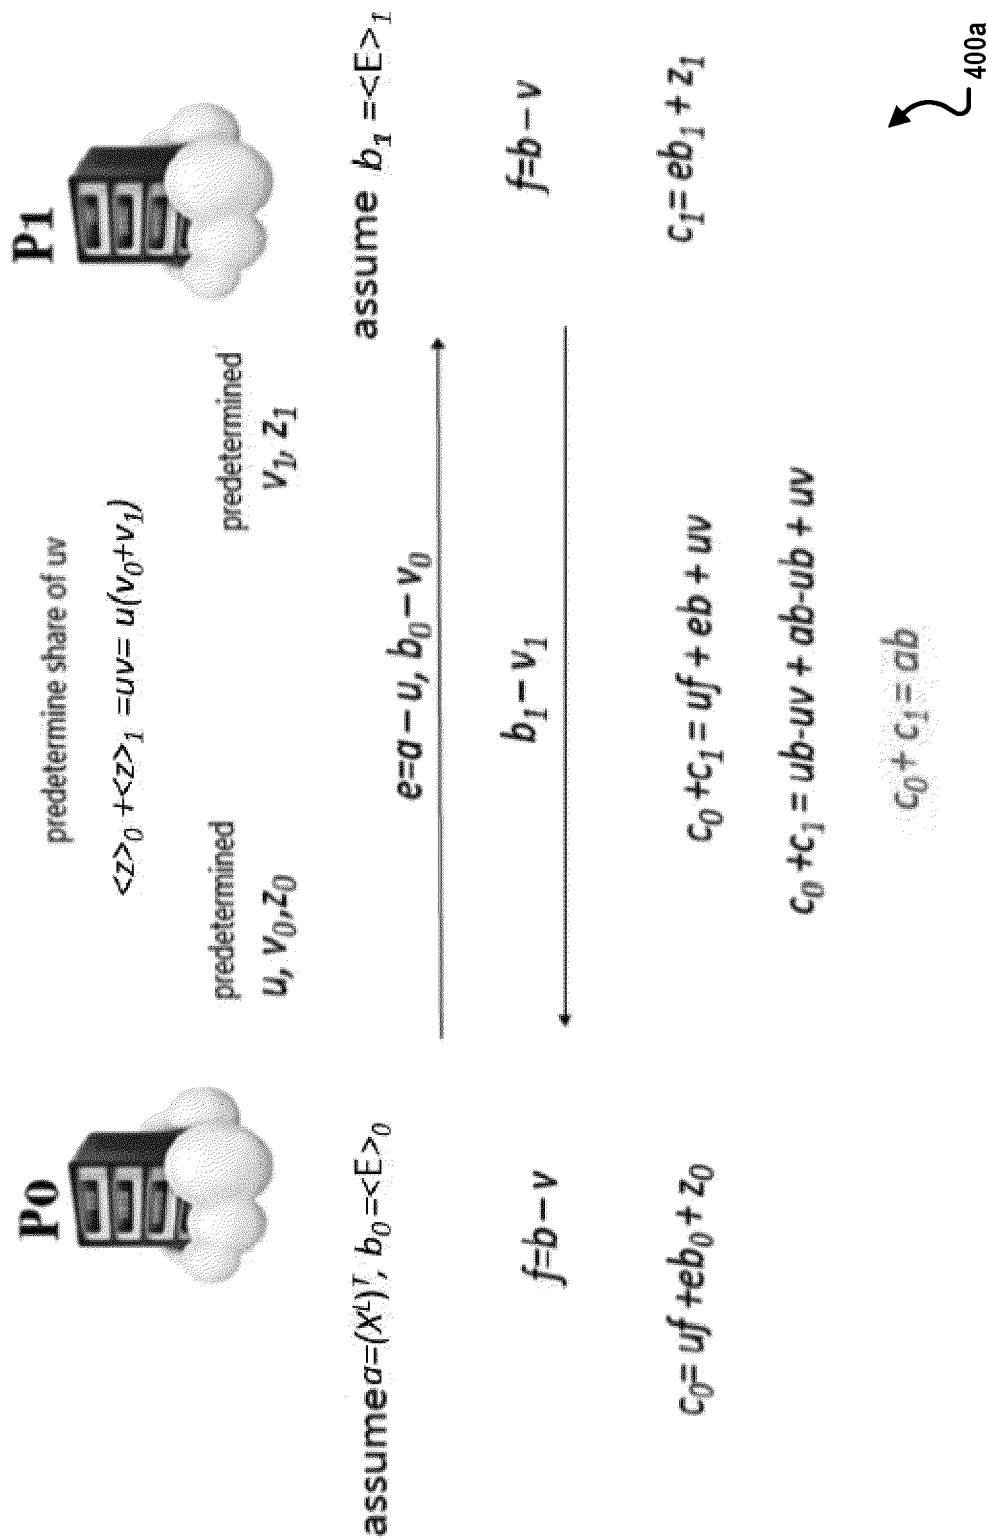 P0
P1
predetermine share of uv
<z>₀ +<z>₁ =uv= u(v₀+v₁)
predetermined
u, v₀,z₀
predetermined
v₁, z₁
assume a=(Xᴸ)ᵀ, b₀=<E>₀
assume b₁ =<E>₁
e=a – u, b₀ – v₀
f=b – v
b₁ – v₁
f=b – v
c₀= uf +eb₀ + z₀
c₁= eb₁ + z₁
c₀ +c₁ = uf + eb + uv
c₀ +c₁ = ub-uv + ab-ub + uv
c₀ + c₁ = ab
400a